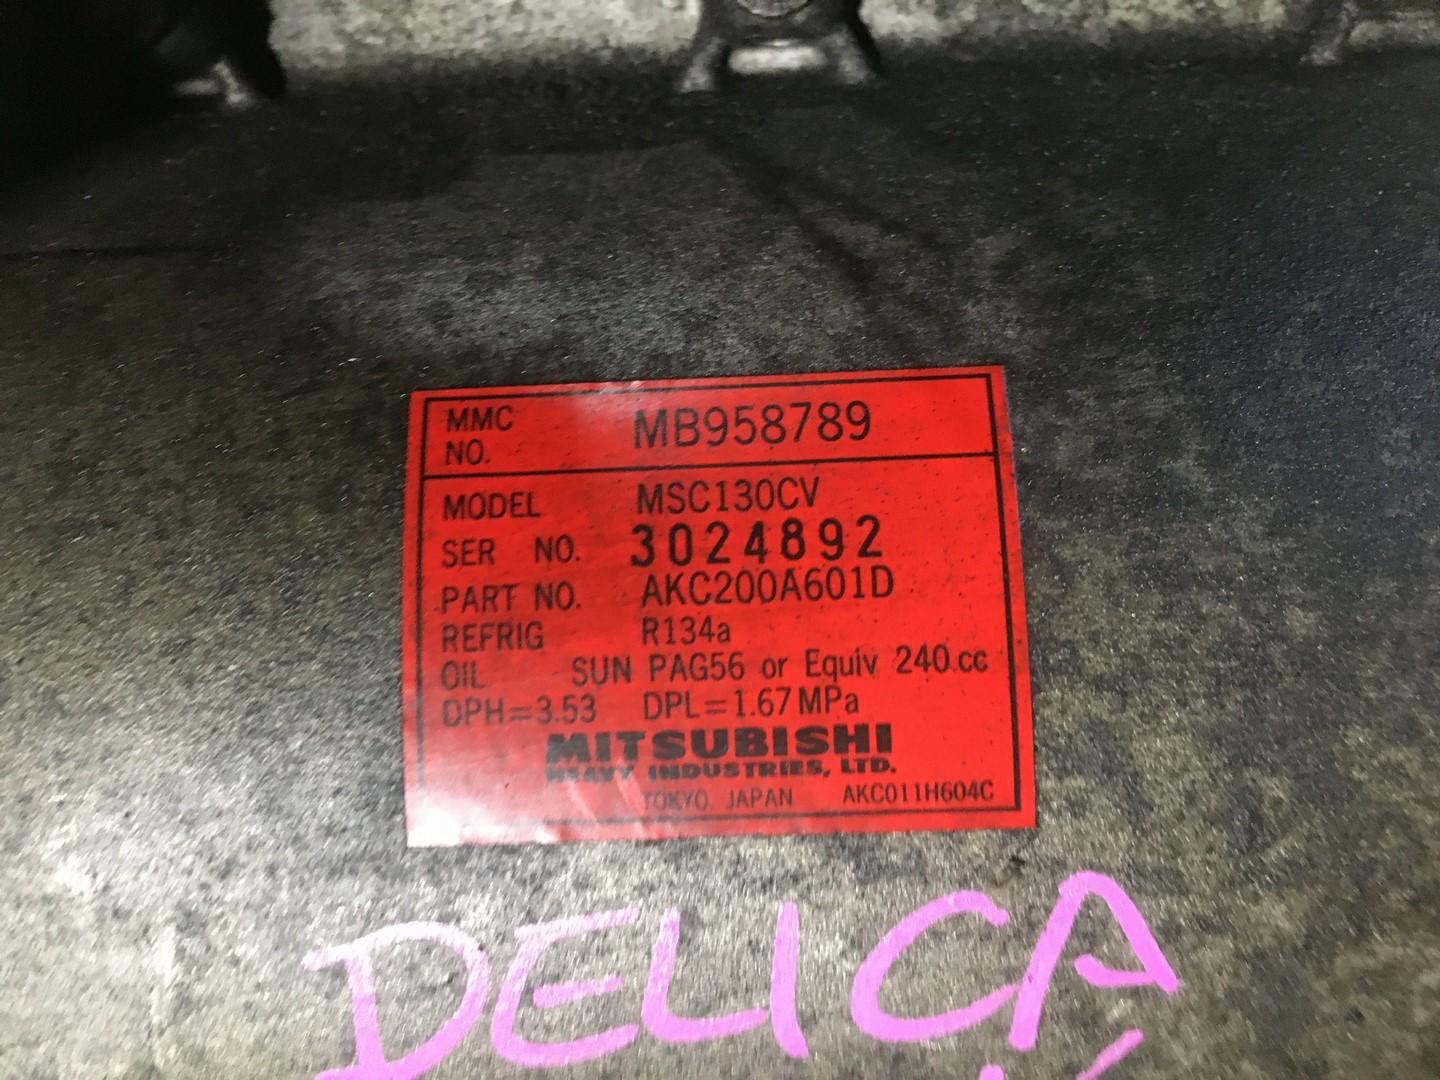 MMC NO. MB958789
MODEL MSC130CV
SER NO. 3024892
PART NO. AKC200A601D
REFRIG R134a
OIL SUN PAG56 or Equiv 240 cc
DPH=3.53 DPL=1.67 MPa
MITSUBISHI
HEAVY INDUSTRIES, LTD.
TOKYO JAPAN AKC011H604C
DELICA